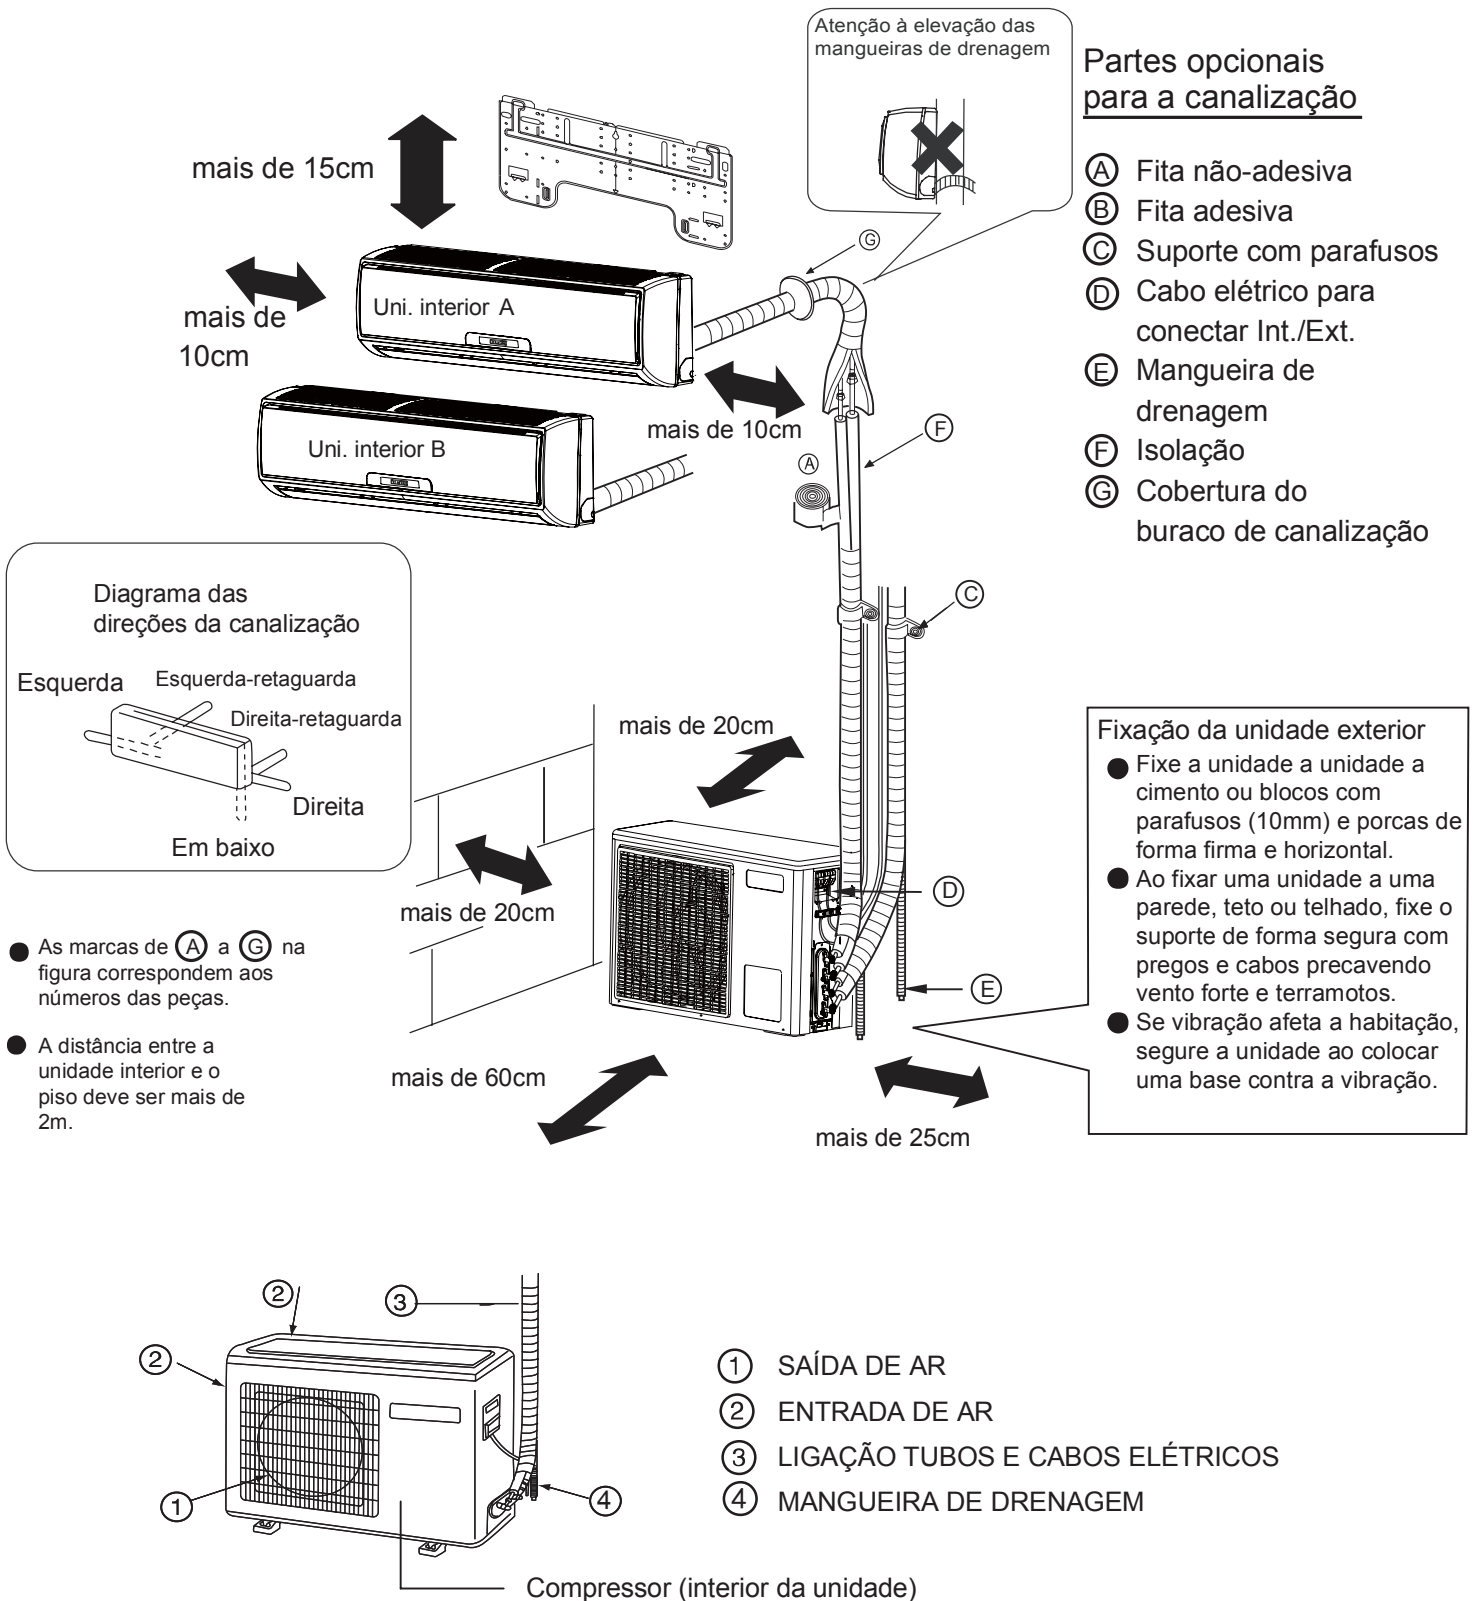 Atenção à elevação das
mangueiras de drenagem
Partes opcionais
para a canalização
A Fita não-adesiva
B Fita adesiva
C Suporte com parafusos
D Cabo elétrico para
conectar Int./Ext.
E Mangueira de
drenagem
F Isolação
G Cobertura do
buraco de canalização
mais de 15cm
G
mais de
10cm
Uni. interior A
mais de 10cm
Uni. interior B
F
A
C
Diagrama das
direções da canalização
Esquerda
Esquerda-retaguarda
Direita-retaguarda
Direita
Em baixo
mais de 20cm
mais de 20cm
D
E
mais de 60cm
mais de 25cm
● As marcas de A a G na
figura correspondem aos
números das peças.
● A distância entre a
unidade interior e o
piso deve ser mais de
2m.
Fixação da unidade exterior
● Fixe a unidade a unidade a
cimento ou blocos com
parafusos (10mm) e porcas de
forma firme e horizontal.
● Ao fixar uma unidade a uma
parede, teto ou telhado, fixe o
suporte de forma segura com
pregos e cabos precavendo
vento forte e terramotos.
● Se vibração afeta a habitação,
segure a unidade ao colocar
uma base contra a vibração.
2
3
2
1
4
Compressor (interior da unidade)
1 SAÍDA DE AR
2 ENTRADA DE AR
3 LIGAÇÃO TUBOS E CABOS ELÉTRICOS
4 MANGUEIRA DE DRENAGEM